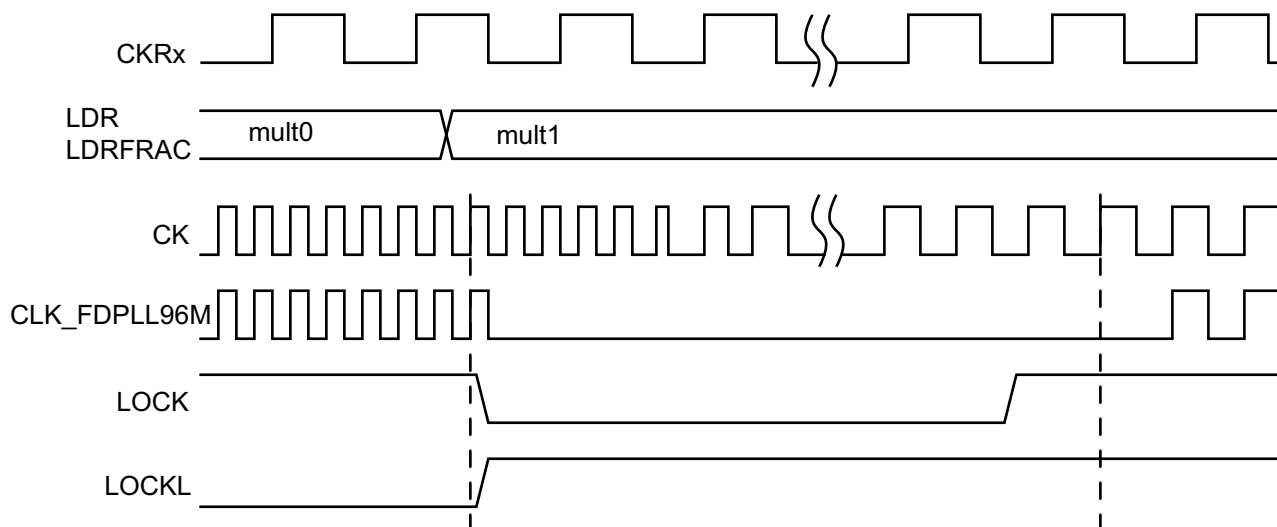 CKRx
LDR
LDRFRAC
mult0
mult1
CK
CLK_FDPLL96M
LOCK
LOCKL